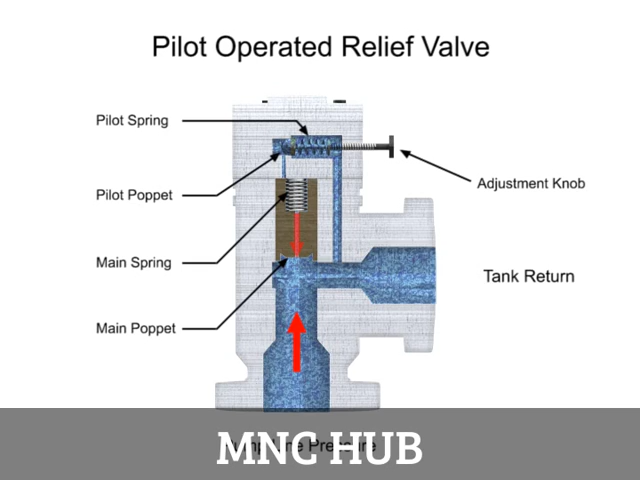 Pilot Operated Relief Valve
Pilot Spring
Pilot Poppet
Adjustment Knob
Main Spring
Tank Return
Main Poppet
MNC HUB